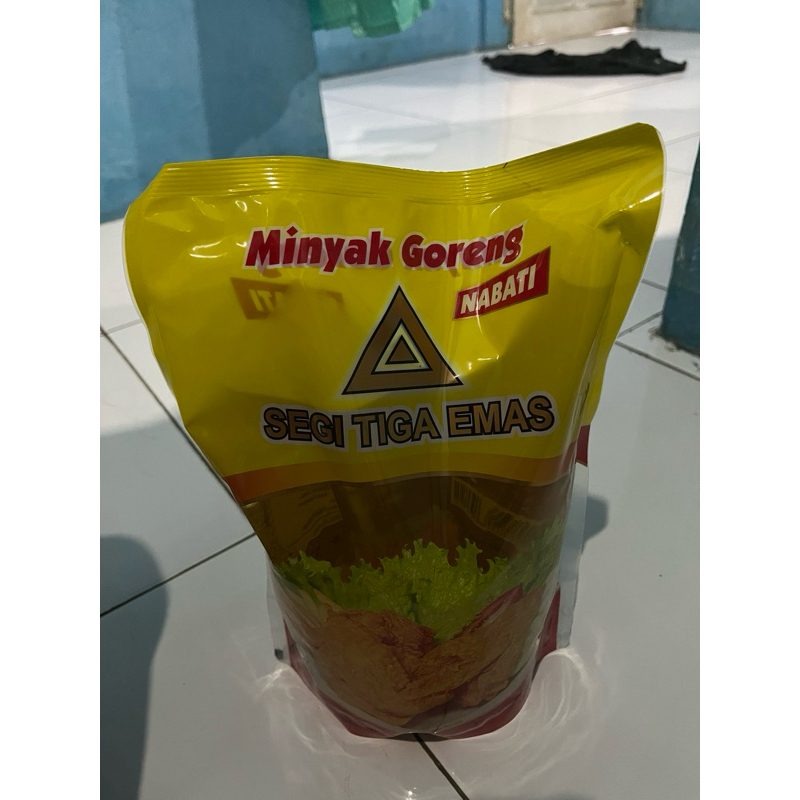 Minyak Goreng
NABATI
SEGI TIGA EMAS